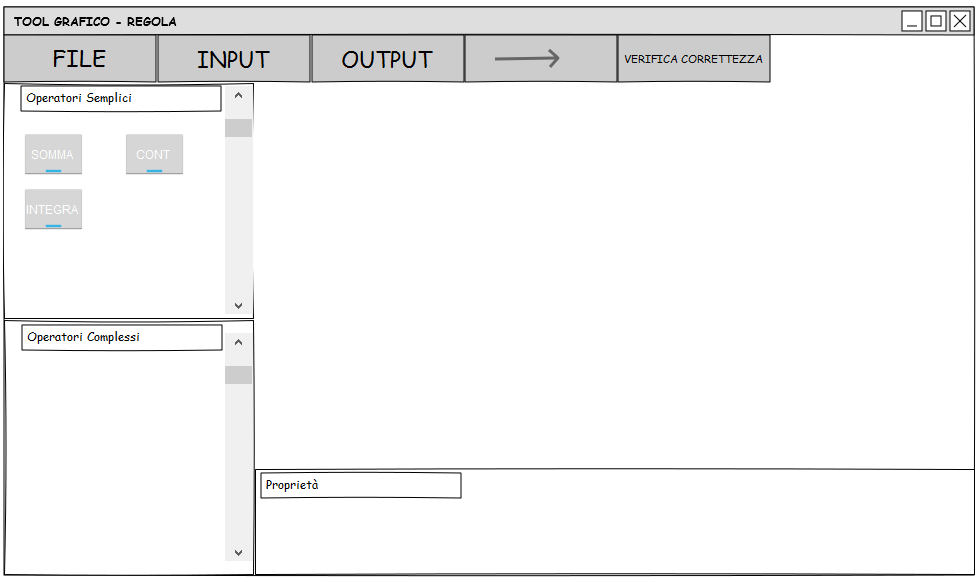 TOOL GRAFICO - REGOLA
FILE
INPUT
OUTPUT
VERIFICA CORRETTEZZA
Operatori Semplici
SOMMA
CONT
INTEGRA
Operatori Complessi
Proprietà